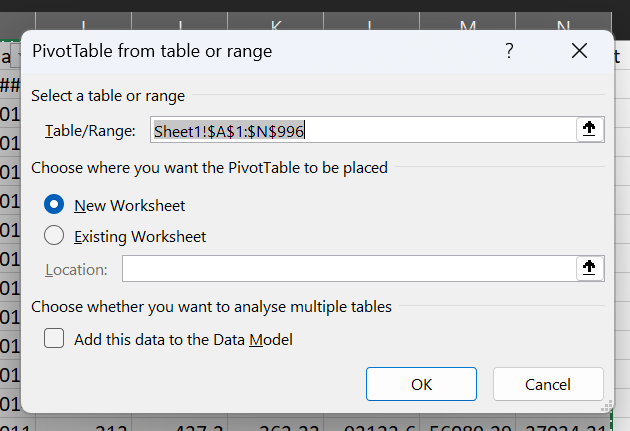 I J K L M N
PivotTable from table or range ? ✕
Select a table or range
Table/Range: Sheet1!$A$1:$N$996
Choose where you want the PivotTable to be placed
New Worksheet
Existing Worksheet
Location:
Choose whether you want to analyse multiple tables
Add this data to the Data Model
OK Cancel